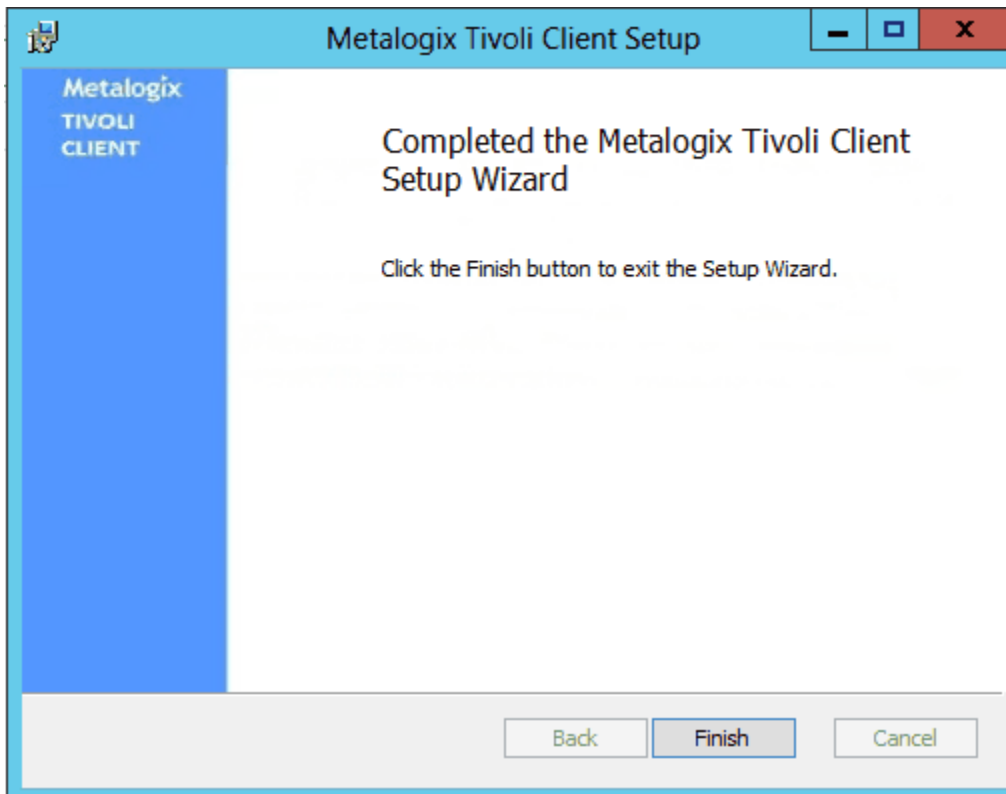 Metalogix Tivoli Client Setup
Metalogix
TIVOLI
CLIENT
Completed the Metalogix Tivoli Client
Setup Wizard
Click the Finish button to exit the Setup Wizard.
Back Finish Cancel